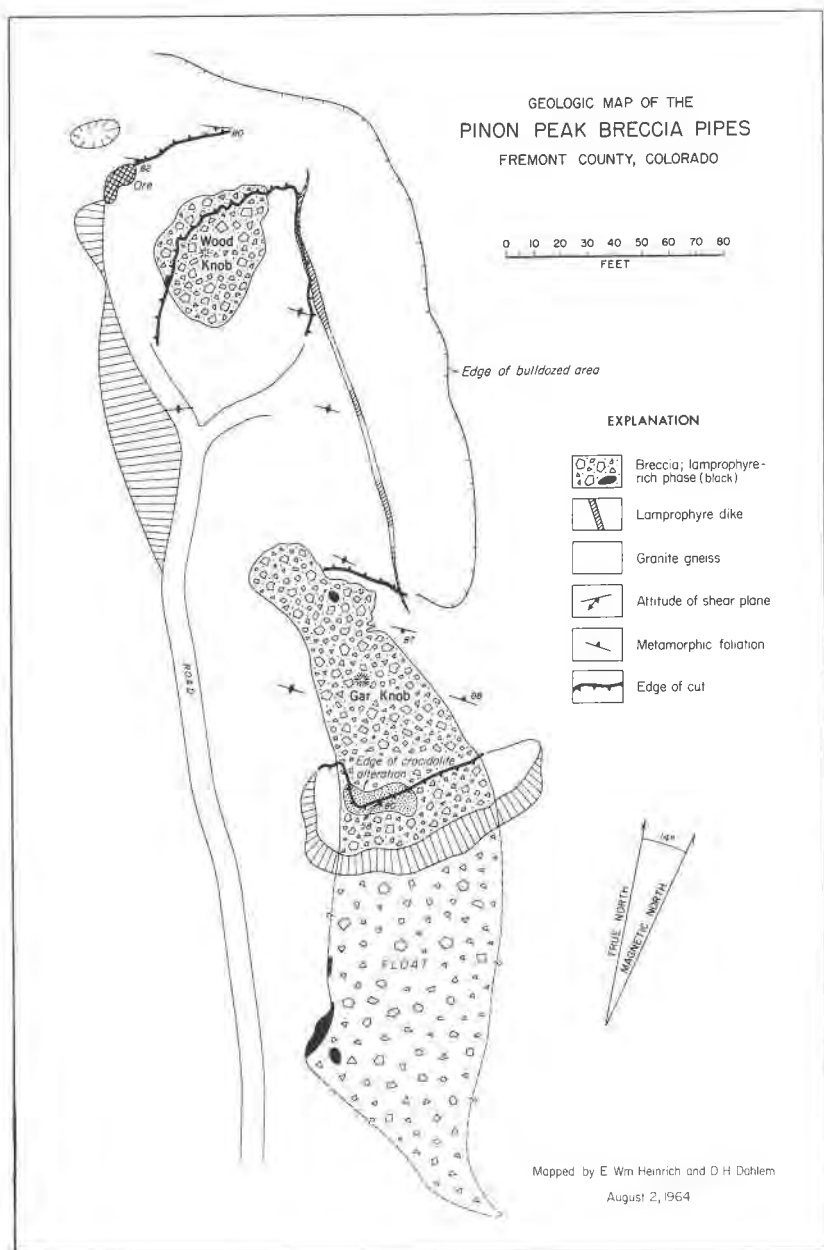 GEOLOGIC MAP OF THE
PINON PEAK BRECCIA PIPES
FREMONT COUNTY, COLORADO
0 10 20 30 40 50 60 70 80
FEET
80
82
Ore
Wood
Knob
Edge of bulldozed area
EXPLANATION
Breccia; lamprophyre-
rich phase (black)
Lamprophyre dike
Granite gneiss
Attitude of shear plane
Metamorphic foliation
Edge of cut
ROAD
Gar Knob
88
Edge of crocidolite
alteration
TRUE NORTH
MAGNETIC NORTH
FLOAT
Mapped by E Wm Heinrich and D H Dahlem
August 2, 1964